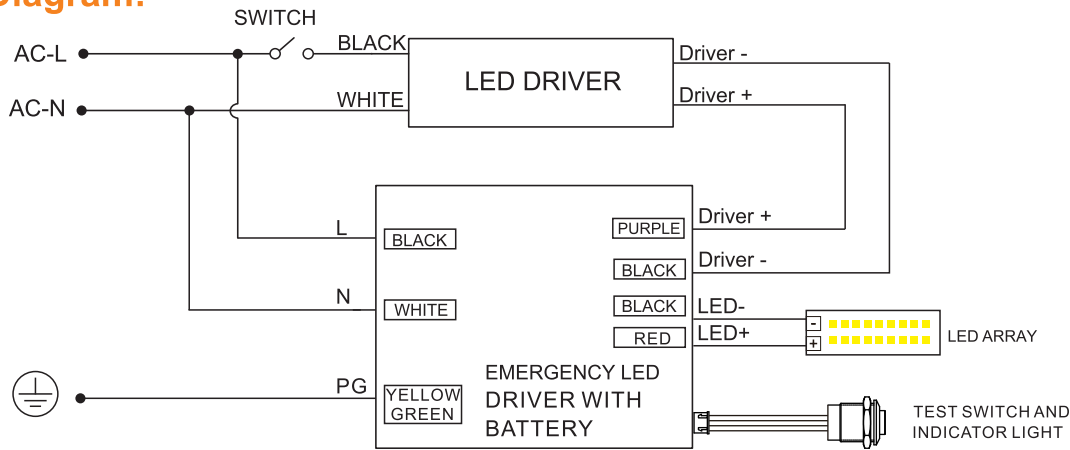 Diagram:
SWITCH
AC-L
BLACK
Driver -
LED DRIVER
AC-N
WHITE
Driver +
L
BLACK
PURPLE
Driver +
BLACK
Driver -
N
WHITE
BLACK
LED-
RED
LED+
-
+
LED ARRAY
PG
YELLOW
GREEN
EMERGENCY LED
DRIVER WITH
BATTERY
TEST SWITCH AND
INDICATOR LIGHT